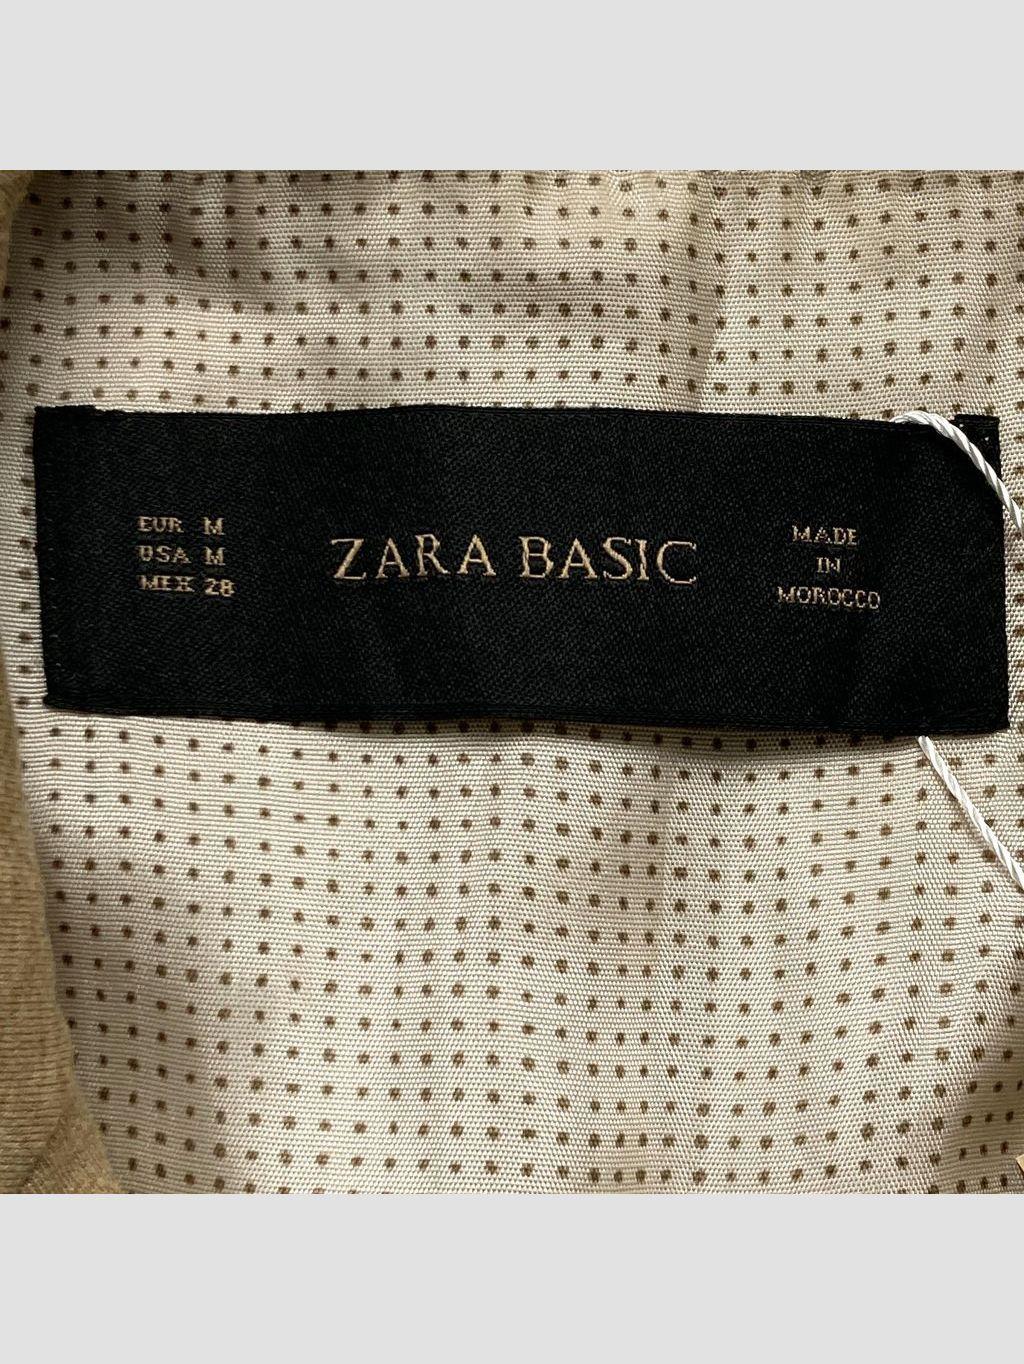 EUR M
USA M
MEX 28
ZARA BASIC
MADE
IN
MOROCCO